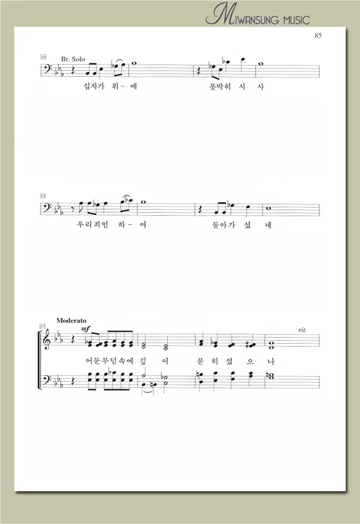 MIWANSUNG MUSIC
85
Br. Solo
십자가 위-에 못박히 시 사
우리죄인 하-여 돌아가 셨 네
Moderato
mf
rit.
어둔무덤속에 깊 이 묻히셨으나